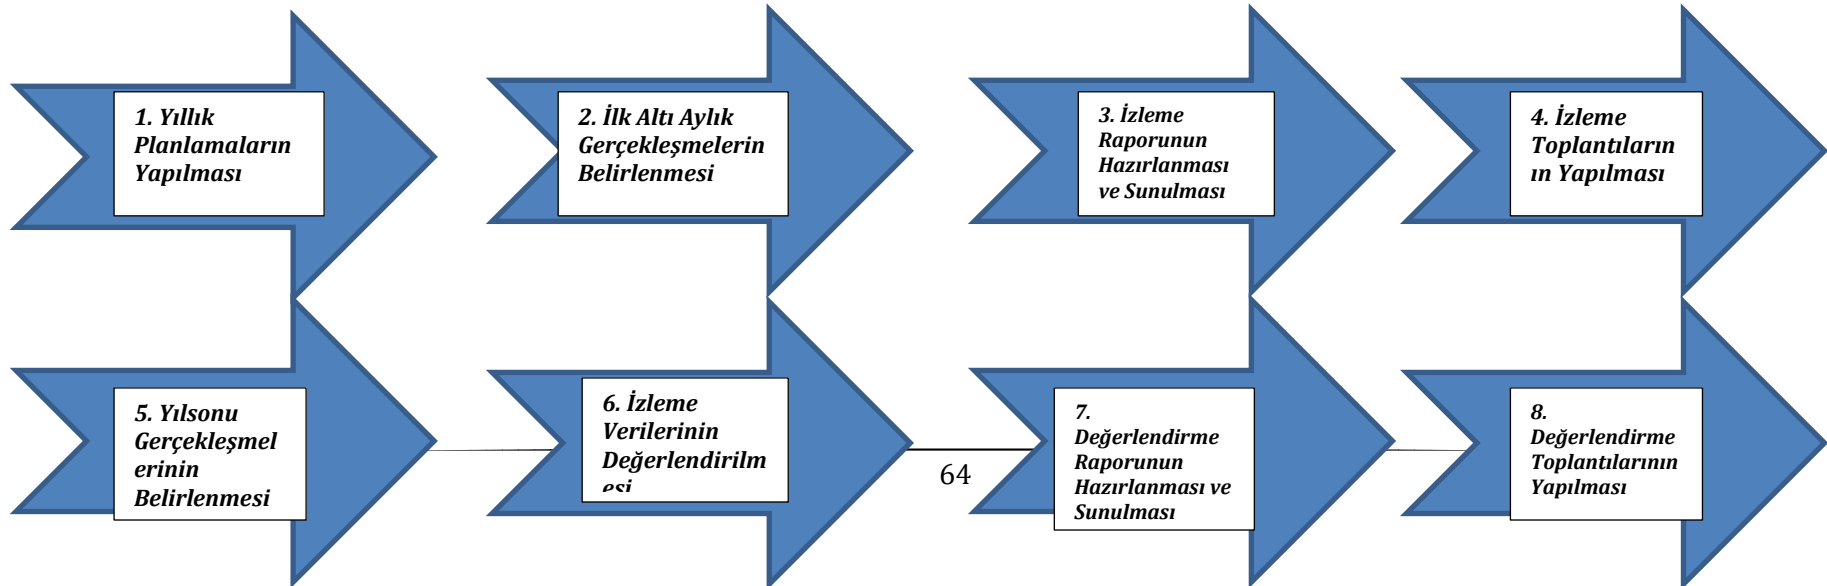 1. Yıllık
Planlamaların
Yapılması
2. İlk Altı Aylık
Gerçekleşmelerin
Belirlenmesi
3. İzleme
Raporunun
Hazırlanması
ve Sunulması
4. İzleme
Toplantıların
ın Yapılması
5. Yılsonu
Gerçekleşmel
erinin
Belirlenmesi
6. İzleme
Verilerinin
Değerlendirilm
esi
7.
Değerlendirme
Raporunun
Hazırlanması ve
Sunulması
8.
Değerlendirme
Toplantılarının
Yapılması
64